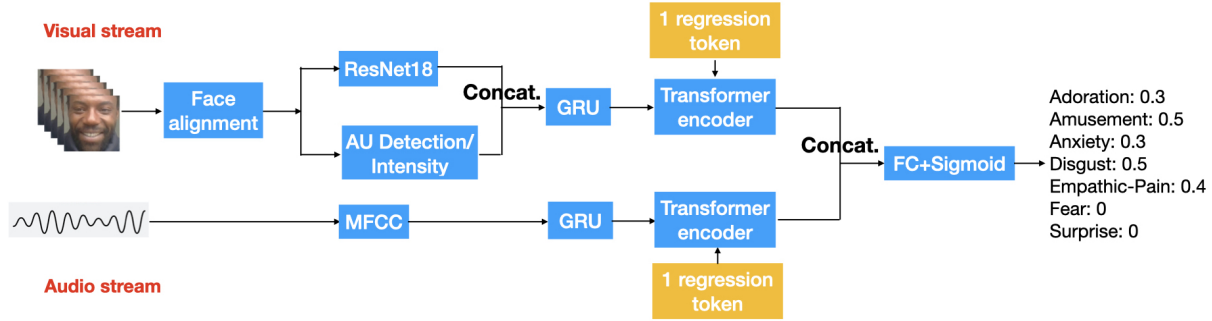 Visual stream
Face
alignment
ResNet18
AU Detection/
Intensity
Concat.
GRU
1 regression
token
Transformer
encoder
MFCC
GRU
Transformer
encoder
1 regression
token
Audio stream
Concat.
FC+Sigmoid
Adoration: 0.3
Amusement: 0.5
Anxiety: 0.3
Disgust: 0.5
Empathic-Pain: 0.4
Fear: 0
Surprise: 0